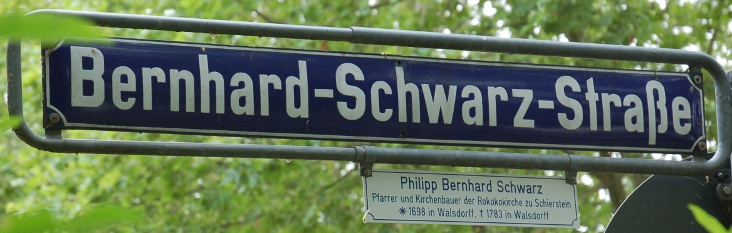 Bernhard-Schwarz-Straße
Philipp Bernhard Schwarz
Pfarrer und Kirchenbauer der Rokokokirche zu Schierstein
✳1698 in Walsdorff, † 1783 in Walsdorff